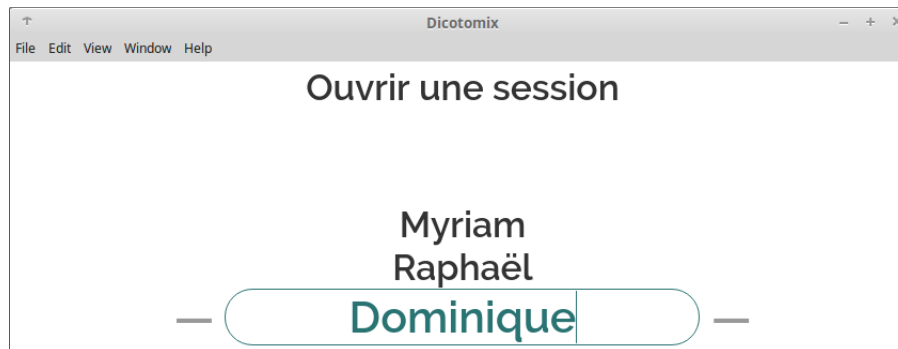 Dicotomix
File Edit View Window Help
Ouvrir une session
Myriam
Raphaël
Dominique